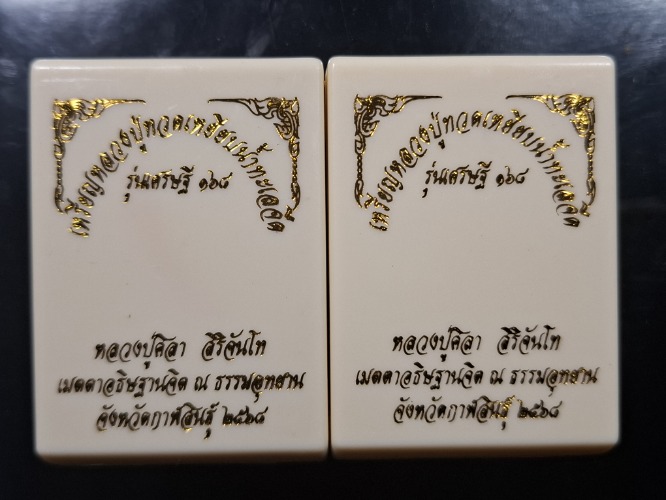 เหรียญหลวงปู่ทวดเหยียบน้ำทะเลจืด
รุ่นเศรษฐี ๑๖๘
หลวงปู่ศิลา สิริจันโท
เมตตาอธิษฐานจิต ณ ธรรมอุทยาน
จังหวัดกาฬสินธุ์ ๒๕๖๘
เหรียญหลวงปู่ทวดเหยียบน้ำทะเลจืด
รุ่นเศรษฐี ๑๖๘
หลวงปู่ศิลา สิริจันโท
เมตตาอธิษฐานจิต ณ ธรรมอุทยาน
จังหวัดกาฬสินธุ์ ๒๕๖๘